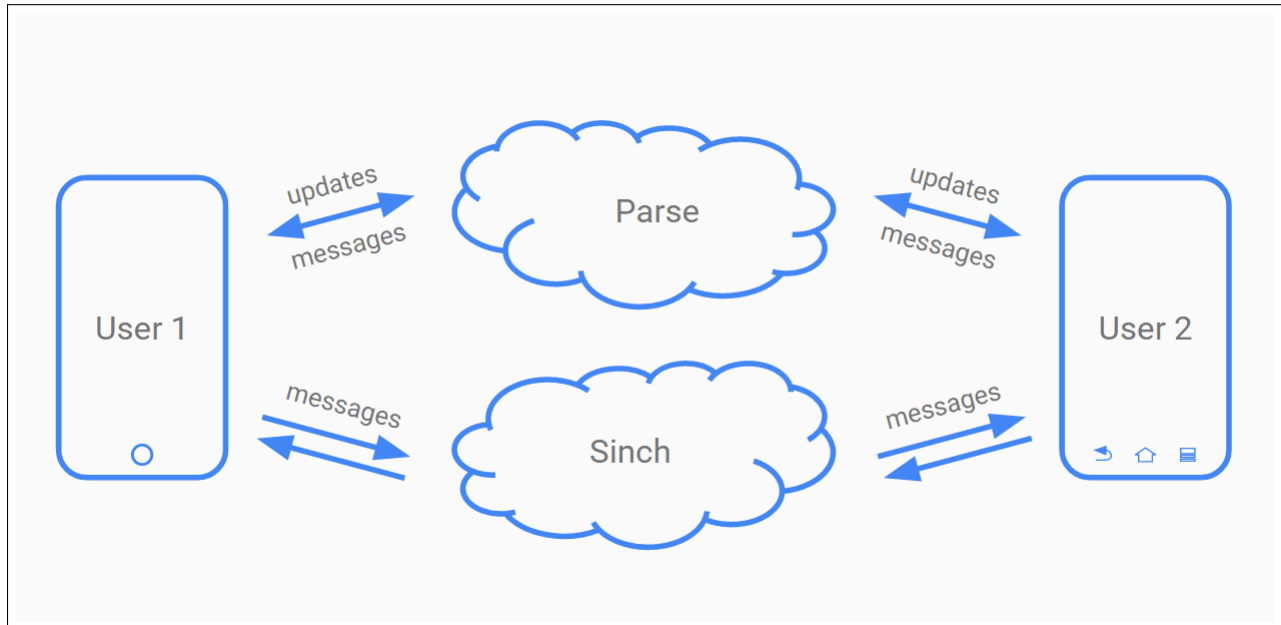 updates
messages
Parse
updates
messages
User 1
User 2
messages
Sinch
messages